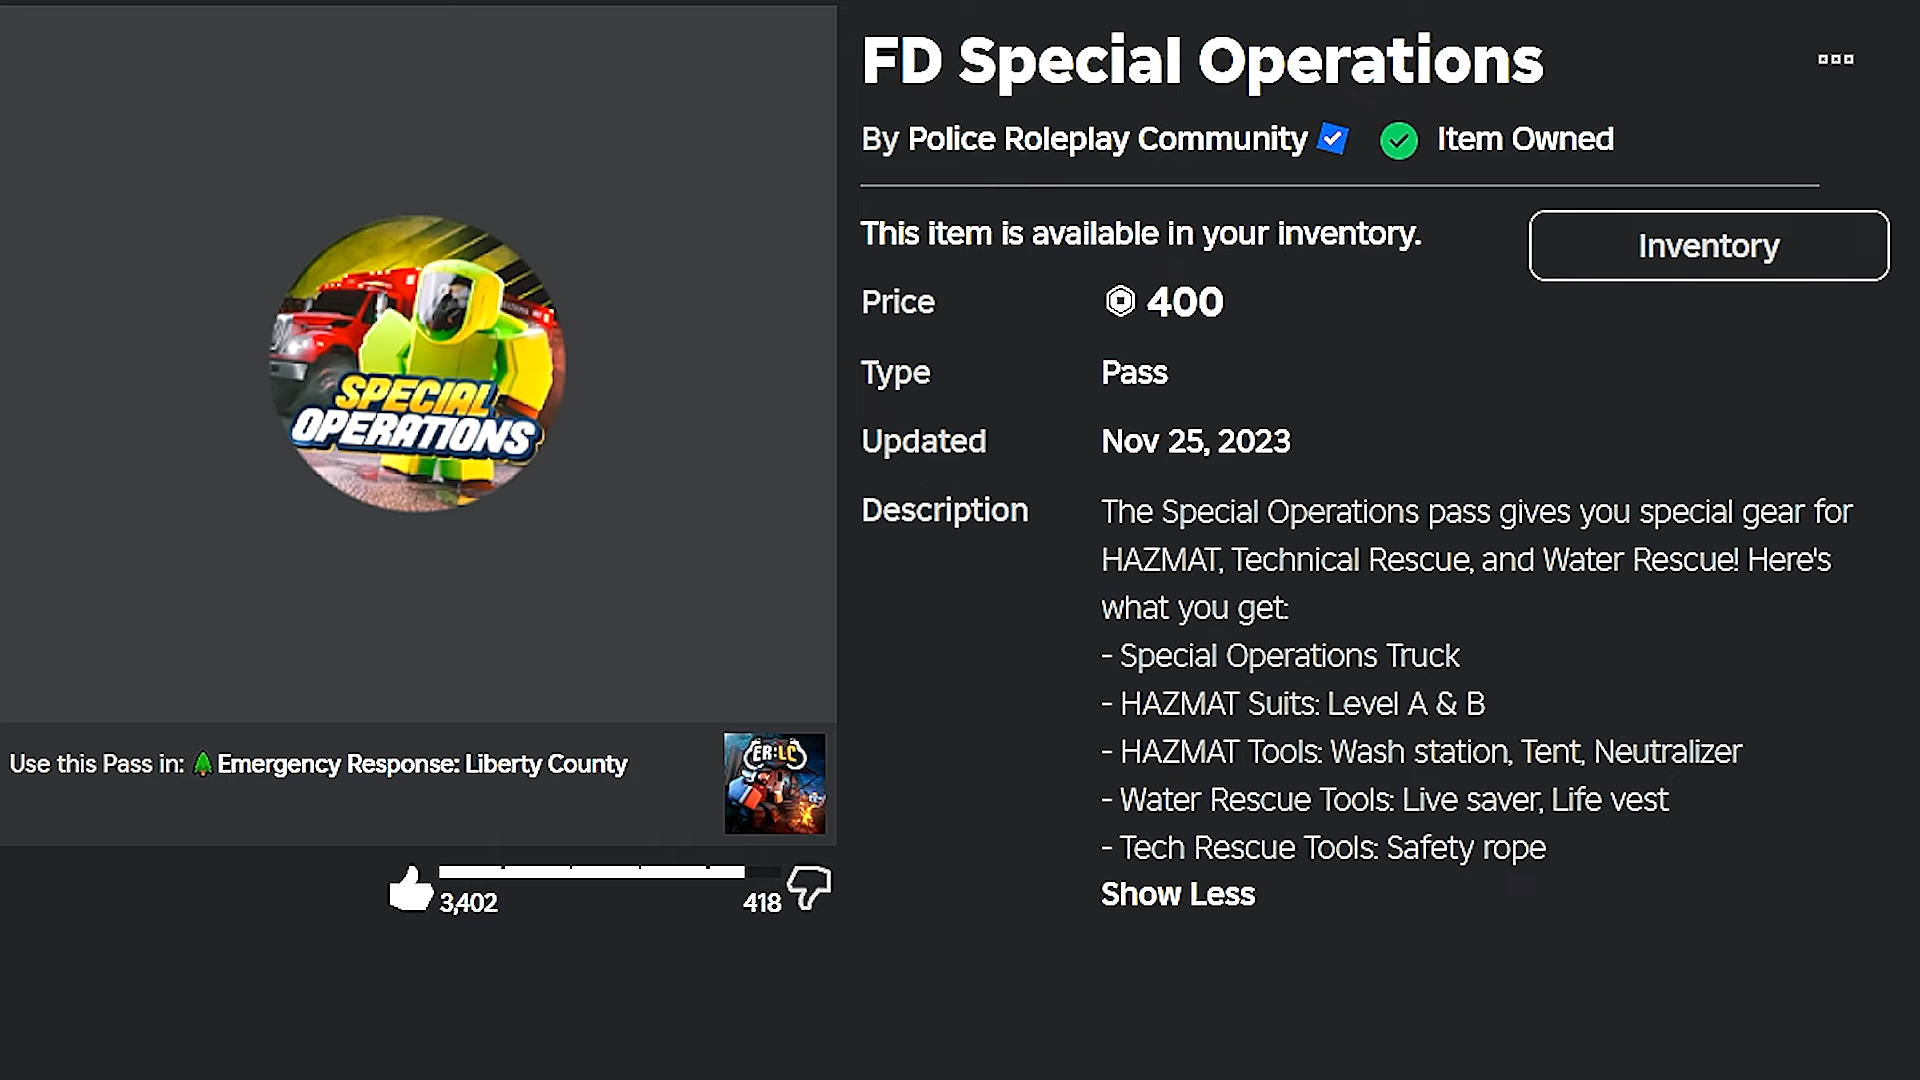 FD Special Operations
By Police Roleplay Community
Item Owned
This item is available in your inventory.
Inventory
Price
400
Type
Pass
Updated
Nov 25, 2023
Description
The Special Operations pass gives you special gear for
HAZMAT, Technical Rescue, and Water Rescue! Here's
what you get:
- Special Operations Truck
- HAZMAT Suits: Level A & B
- HAZMAT Tools: Wash station, Tent, Neutralizer
- Water Rescue Tools: Live saver, Life vest
- Tech Rescue Tools: Safety rope
Show Less
SPECIAL
OPERATIONS
Use this Pass in: 🌲Emergency Response: Liberty County
ER:LC
3,402
418